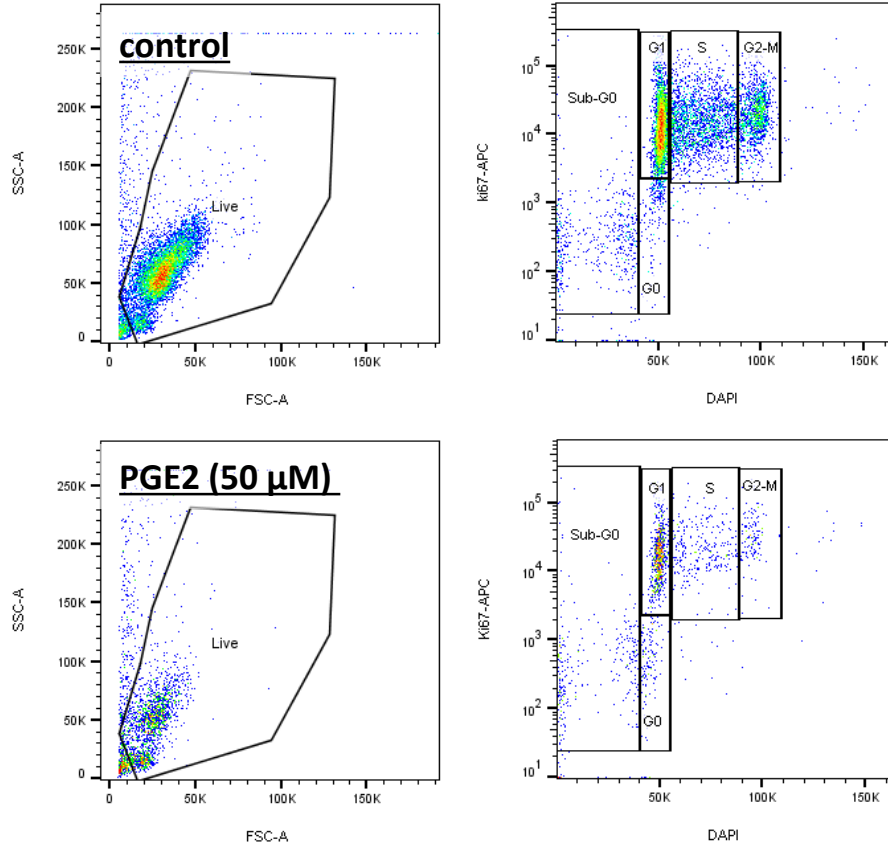 control
250K
200K
150K
100K
50K
0
SSC-A
Live
0 50K 100K 150K
FSC-A
Sub-G0
G1
S
G2-M
G0
10^5
10^4
10^3
10^2
10^1
ki67-APC
50K 100K 150K
DAPI
PGE2 (50 µM)
250K
200K
150K
100K
50K
0
SSC-A
Live
0 50K 100K 150K
FSC-A
Sub-G0
G1
S
G2-M
G0
10^5
10^4
10^3
10^2
10^1
Ki67-APC
50K 100K 150K
DAPI